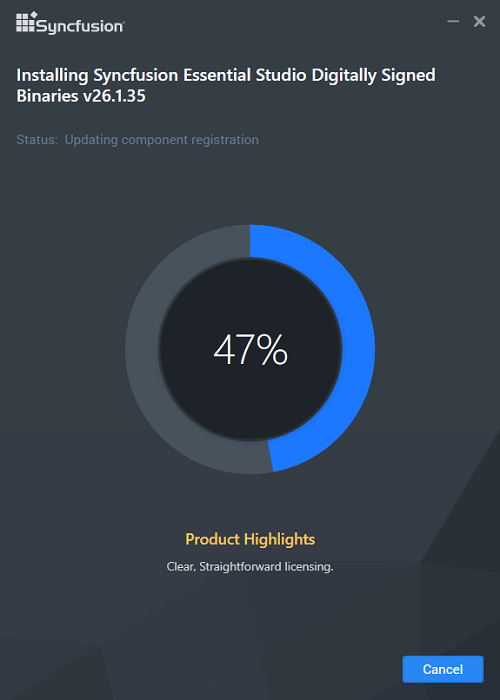 Syncfusion
Installing Syncfusion Essential Studio Digitally Signed
Binaries v26.1.35
Status: Updating component registration
47%
Product Highlights
Clear, Straightforward licensing.
Cancel